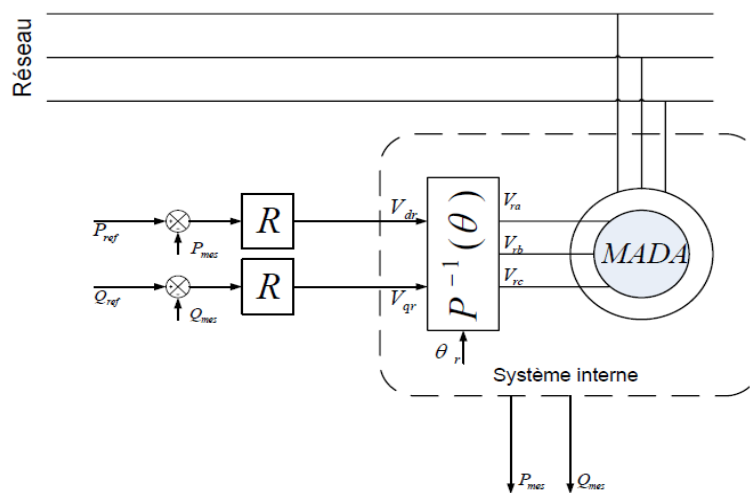 Réseau
P_ref
P_mes
R
V_dr
Q_ref
Q_mes
R
V_qr
P^{-1}(θ)
θ_r
V_ra
V_rb
V_rc
MADA
Système interne
P_mes
Q_mes